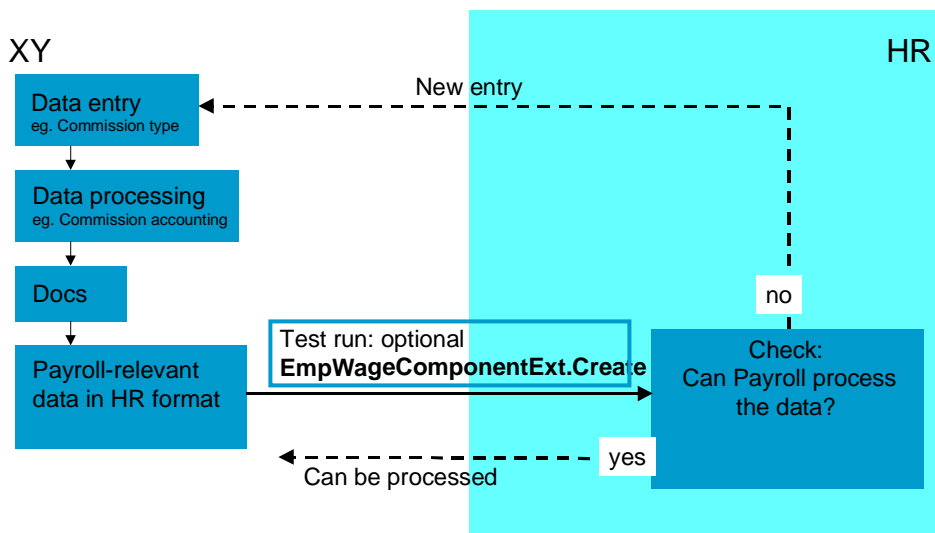 XY
HR
Data entry
eg. Commission type
New entry
Data processing
eg. Commission accounting
Docs
no
Test run: optional
EmpWageComponentExt.Create
Payroll-relevant
data in HR format
Check:
Can Payroll process
the data?
yes
Can be processed